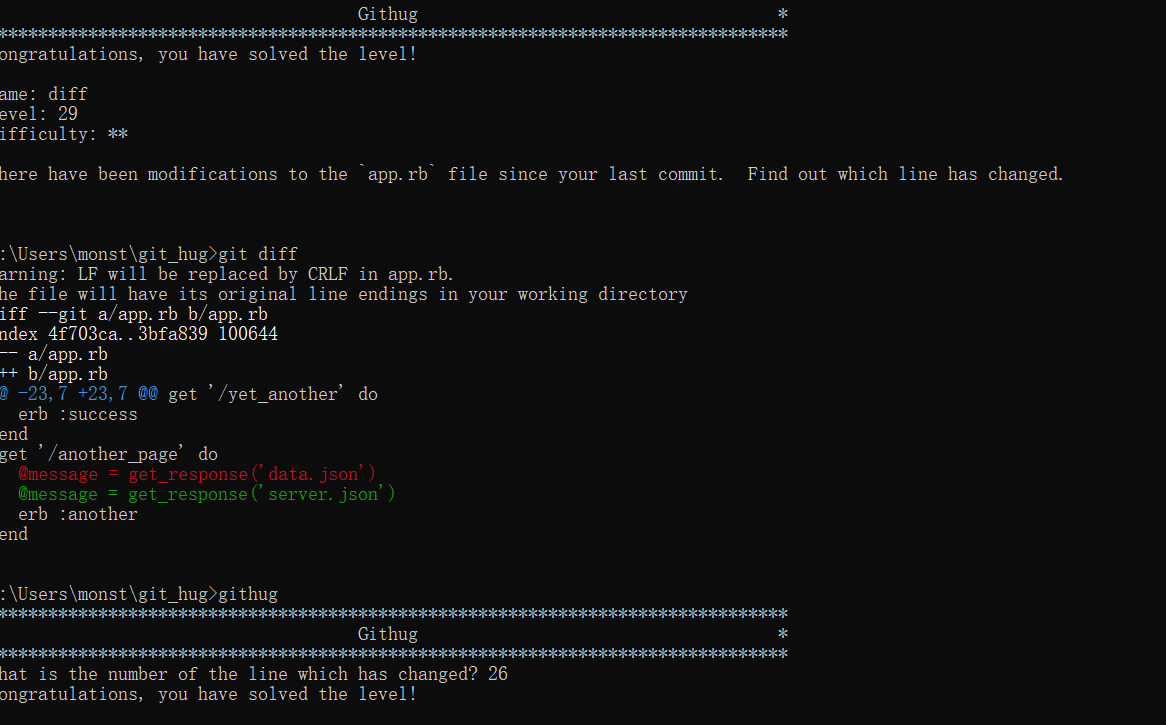 Githug *
*******************************************************************************
ongratulations, you have solved the level!
ame: diff
evel: 29
ifficulty: **
here have been modifications to the `app.rb` file since your last commit.  Find out which line has changed.
:\Users\monst\git_hug>git diff
arning: LF will be replaced by CRLF in app.rb.
he file will have its original line endings in your working directory
iff --git a/app.rb b/app.rb
ndex 4f703ca..3bfa839 100644
-- a/app.rb
++ b/app.rb
@ -23,7 +23,7 @@ get '/yet_another' do
  erb :success
end
get '/another_page' do
  @message = get_response('data.json')
  @message = get_response('server.json')
  erb :another
end
:\Users\monst\git_hug>githug
*******************************************************************************
Githug *
*******************************************************************************
hat is the number of the line which has changed? 26
ongratulations, you have solved the level!